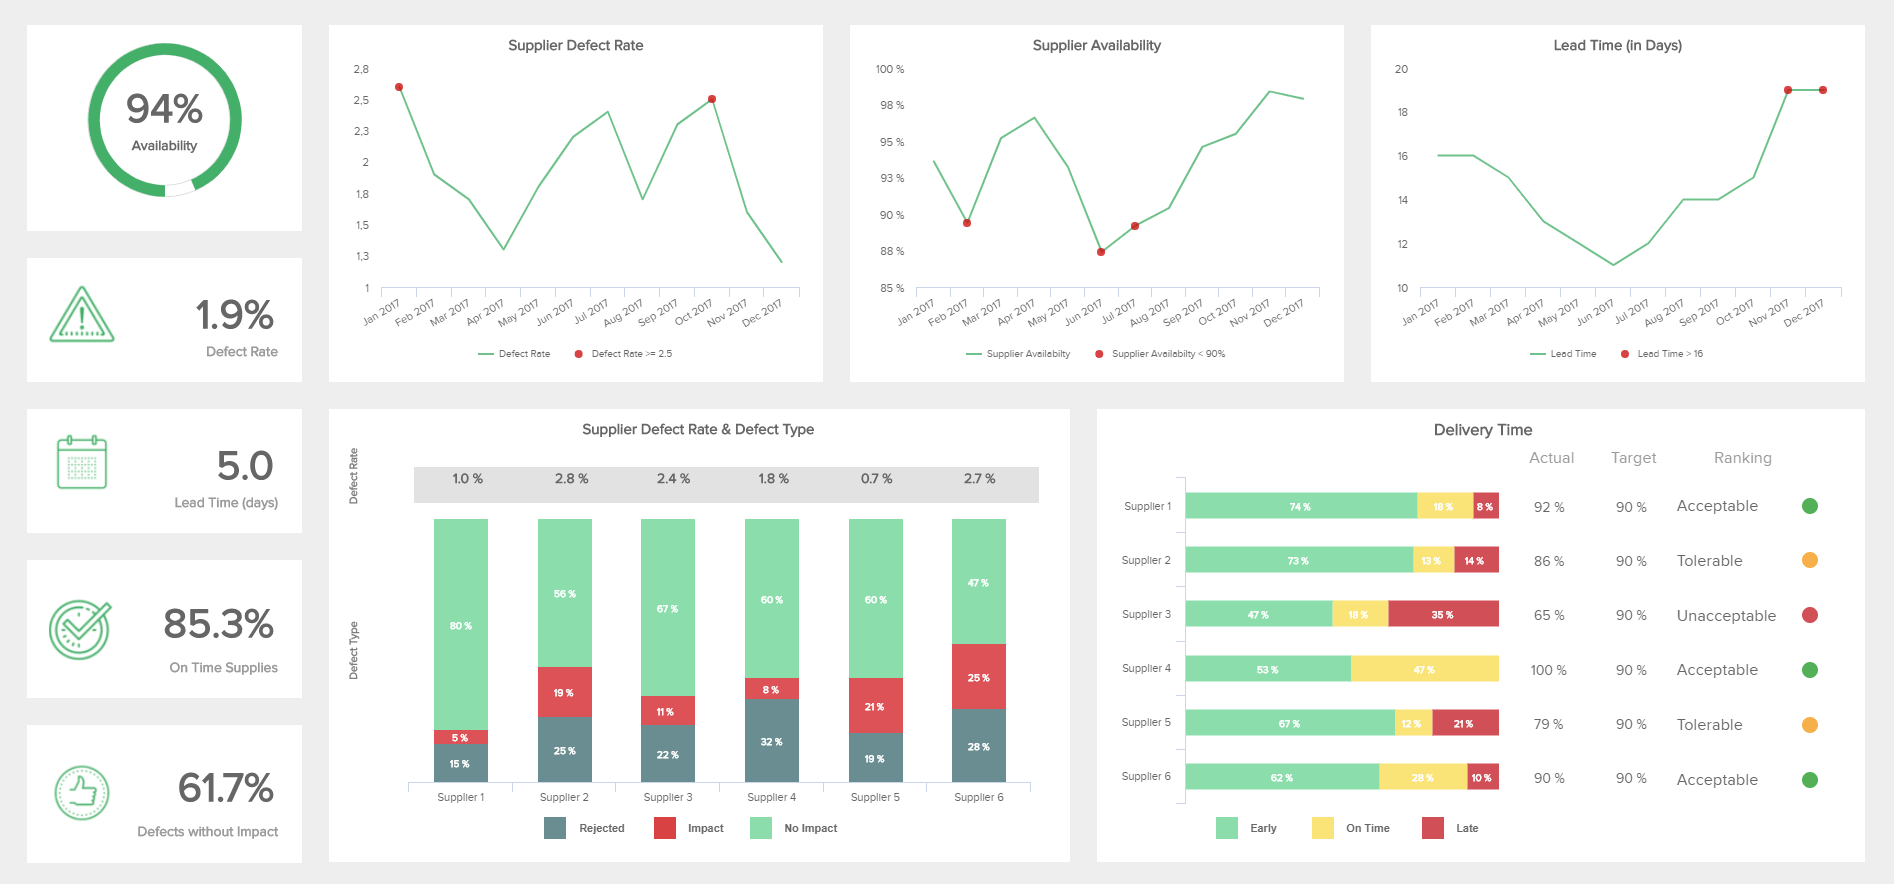 94%
Availability
1.9%
Defect Rate
5.0
Lead Time (days)
85.3%
On Time Supplies
61.7%
Defects without Impact
Supplier Defect Rate
2,8
2,5
2,3
2
1,8
1,5
1,3
1
Jan 2017 Feb 2017 Mar 2017 Apr 2017 May 2017 Jun 2017 Jul 2017 Aug 2017 Sep 2017 Oct 2017 Nov 2017 Dec 2017
Defect Rate Defect Rate >= 2.5
Supplier Availability
100 %
98 %
95 %
93 %
90 %
88 %
85 %
Jan 2017 Feb 2017 Mar 2017 Apr 2017 May 2017 Jun 2017 Jul 2017 Aug 2017 Sep 2017 Oct 2017 Nov 2017 Dec 2017
Supplier Availabilty Supplier Availabilty < 90%
Lead Time (in Days)
20
18
16
14
12
10
Jan 2017 Feb 2017 Mar 2017 Apr 2017 May 2017 Jun 2017 Jul 2017 Aug 2017 Sep 2017 Oct 2017 Nov 2017 Dec 2017
Lead Time Lead Time > 16
Supplier Defect Rate & Defect Type
Defect Rate
1.0 % 2.8 % 2.4 % 1.8 % 0.7 % 2.7 %
Defect Type
80 % 56 % 67 % 60 % 60 % 47 %
5 % 19 % 11 % 8 % 21 % 25 %
15 % 25 % 22 % 32 % 19 % 28 %
Supplier 1 Supplier 2 Supplier 3 Supplier 4 Supplier 5 Supplier 6
Rejected Impact No Impact
Delivery Time
Actual Target Ranking
Supplier 1 74 % 18 % 8 % 92 % 90 % Acceptable
Supplier 2 73 % 13 % 14 % 86 % 90 % Tolerable
Supplier 3 47 % 18 % 35 % 65 % 90 % Unacceptable
Supplier 4 53 % 47 % 100 % 90 % Acceptable
Supplier 5 67 % 12 % 21 % 79 % 90 % Tolerable
Supplier 6 62 % 28 % 10 % 90 % 90 % Acceptable
Early On Time Late